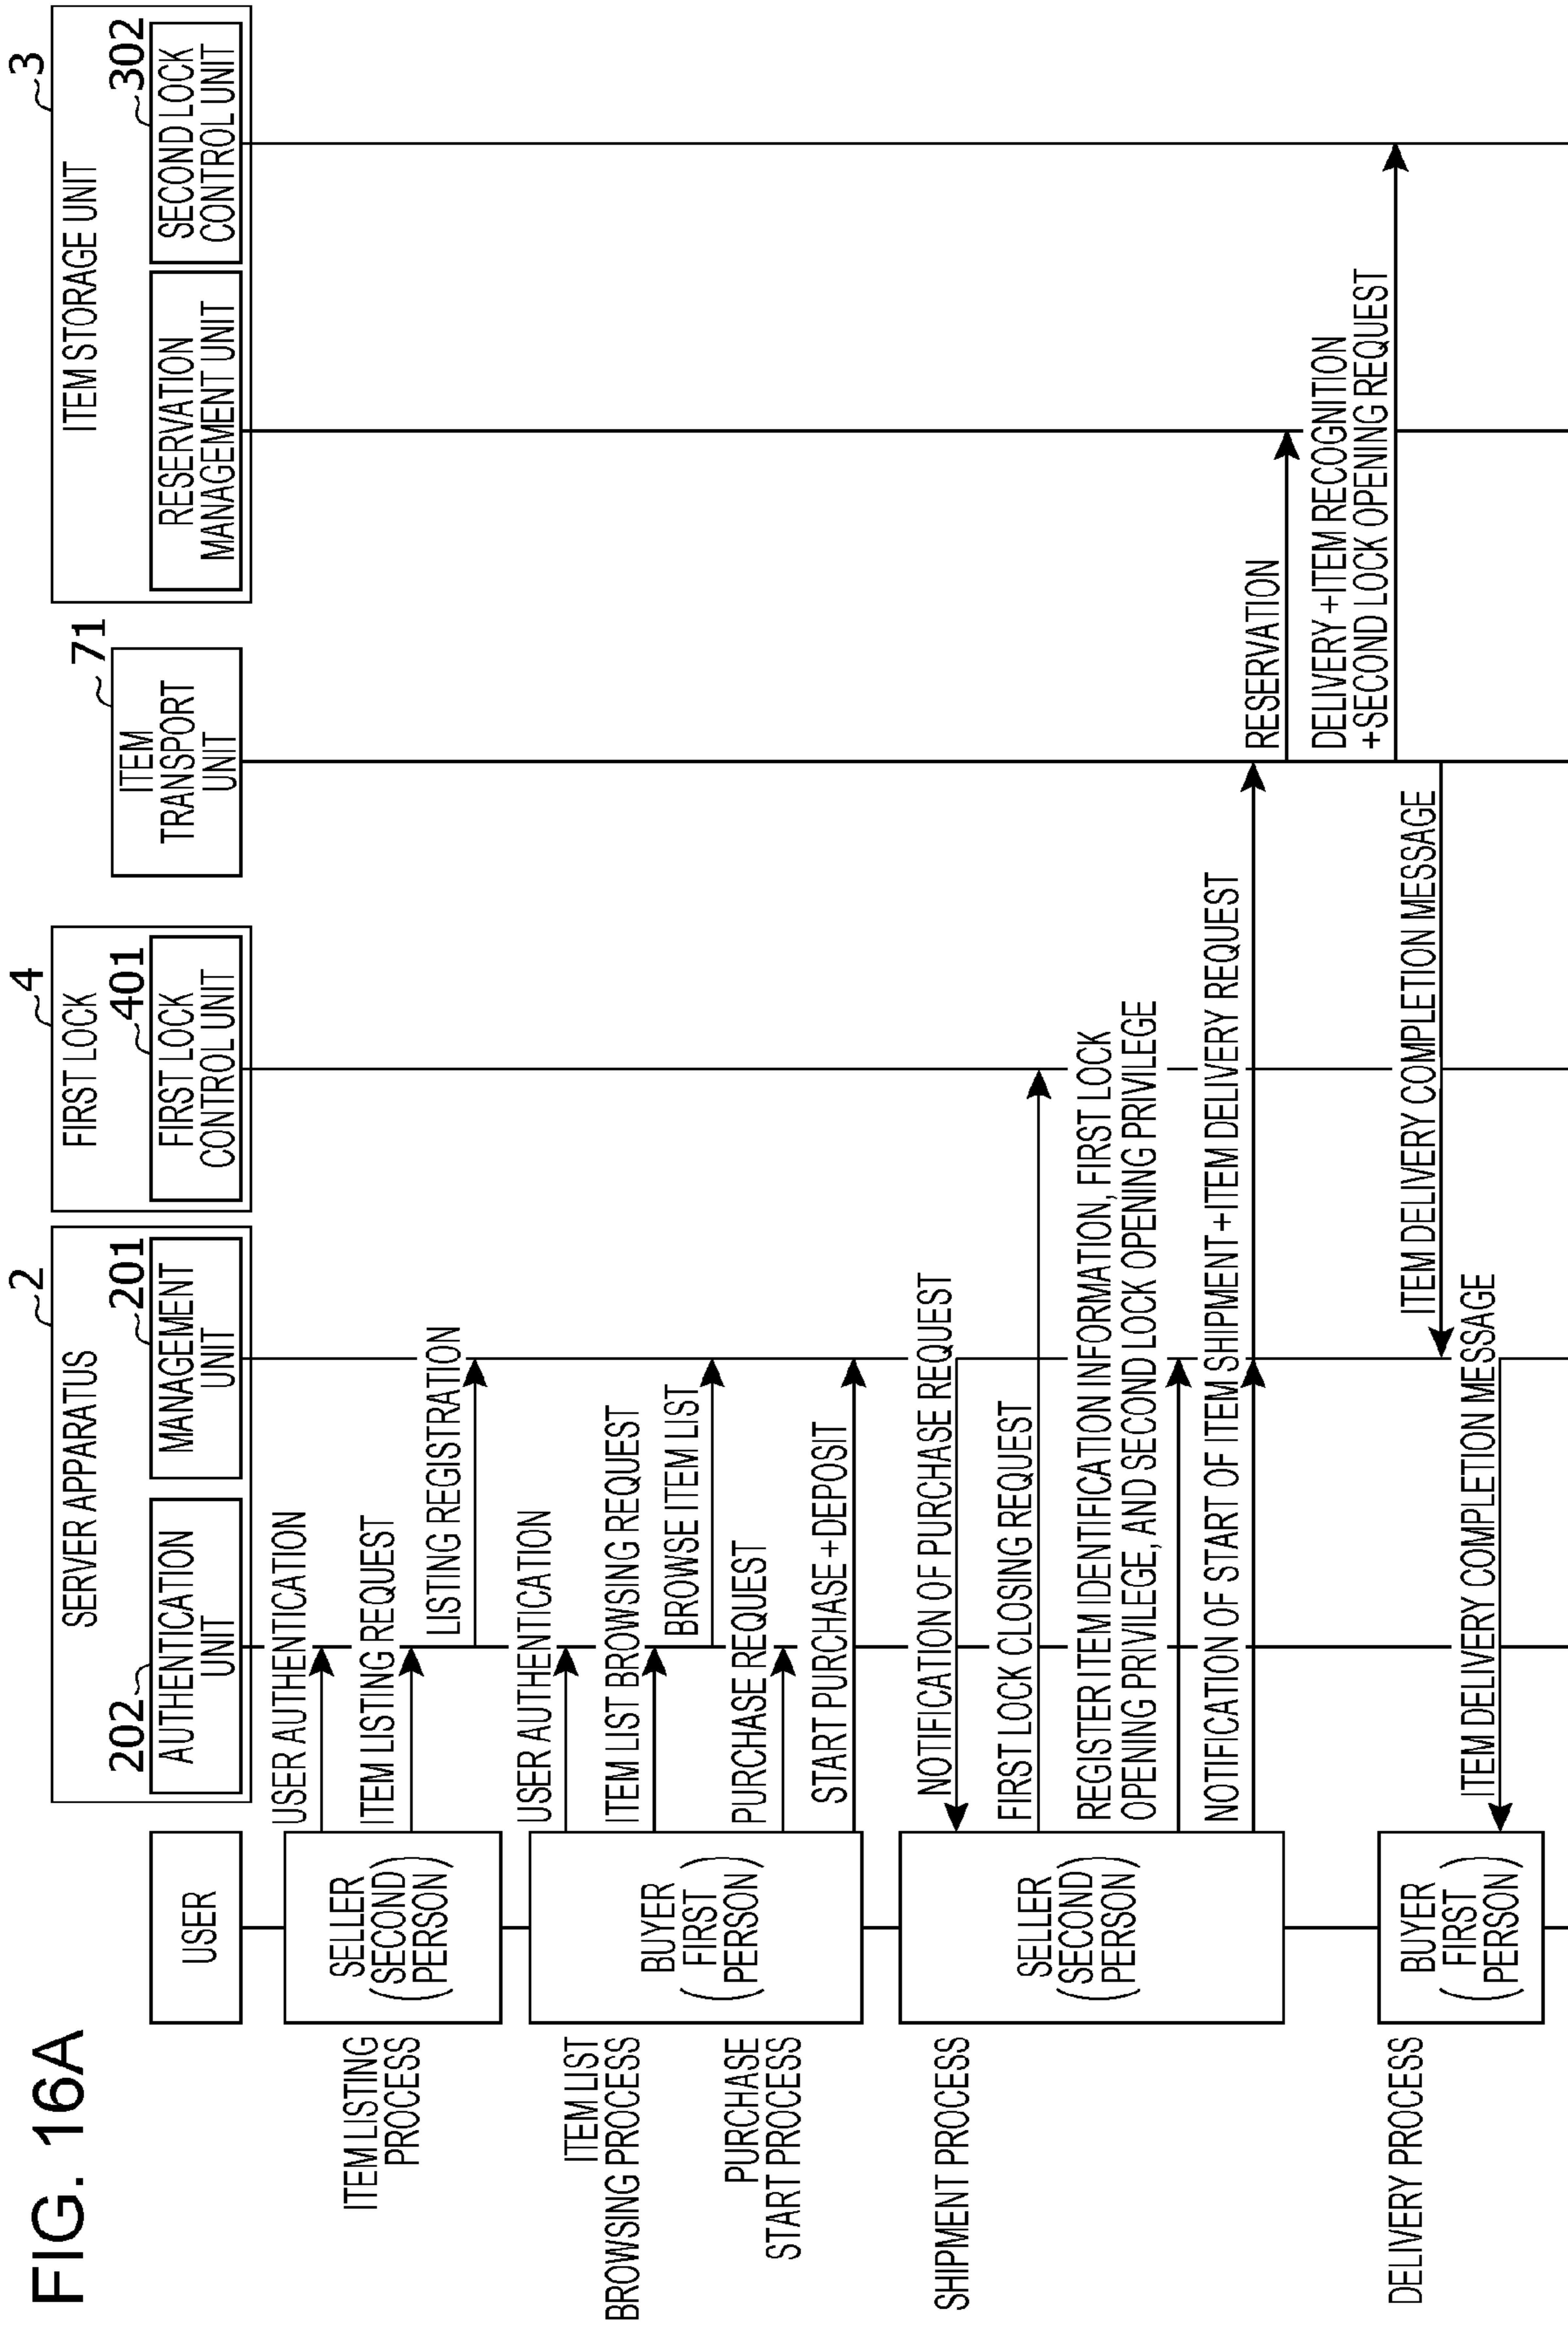 FIG. 16A
2
SERVER APPARATUS
202
AUTHENTICATION
UNIT
201
MANAGEMENT
UNIT
4
FIRST LOCK
401
FIRST LOCK
CONTROL UNIT
71
ITEM
TRANSPORT
UNIT
3
ITEM STORAGE UNIT
RESERVATION
MANAGEMENT UNIT
302
SECOND LOCK
CONTROL UNIT
USER
ITEM LISTING
PROCESS
SELLER
(SECOND
PERSON)
USER AUTHENTICATION
ITEM LISTING REQUEST
LISTING REGISTRATION
ITEM LIST
BROWSING PROCESS
PURCHASE
START PROCESS
BUYER
(FIRST
PERSON)
USER AUTHENTICATION
ITEM LIST BROWSING REQUEST
BROWSE ITEM LIST
PURCHASE REQUEST
START PURCHASE+DEPOSIT
SHIPMENT PROCESS
SELLER
(SECOND
PERSON)
NOTIFICATION OF PURCHASE REQUEST
FIRST LOCK CLOSING REQUEST
REGISTER ITEM IDENTIFICATION INFORMATION, FIRST LOCK
OPENING PRIVILEGE, AND SECOND LOCK OPENING PRIVILEGE
NOTIFICATION OF START OF ITEM SHIPMENT+ITEM DELIVERY REQUEST
RESERVATION
DELIVERY+ITEM RECOGNITION
+SECOND LOCK OPENING REQUEST
ITEM DELIVERY COMPLETION MESSAGE
DELIVERY PROCESS
BUYER
(FIRST
PERSON)
ITEM DELIVERY COMPLETION MESSAGE